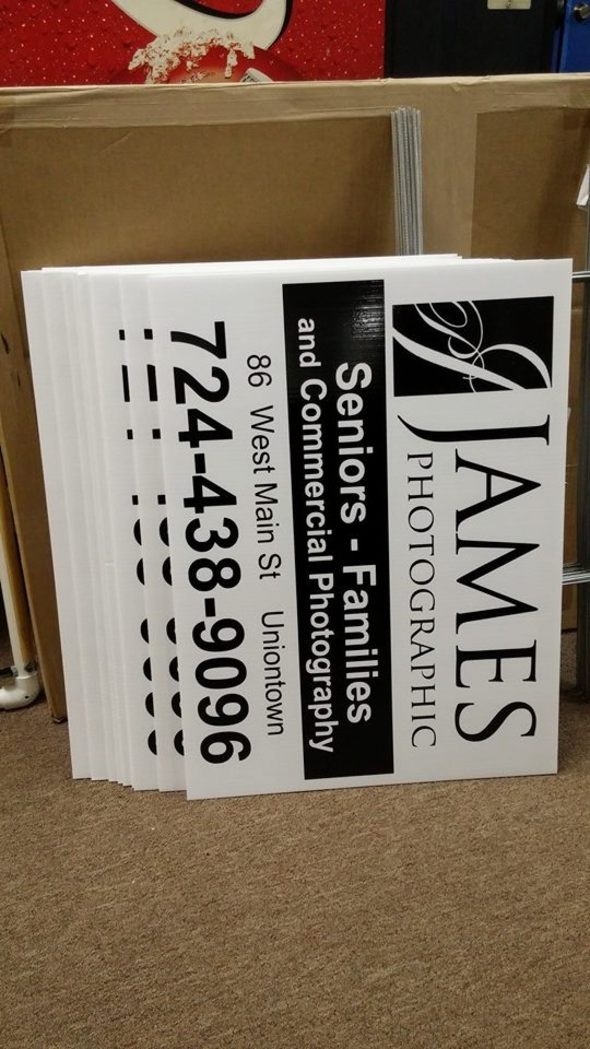 JAMES
PHOTOGRAPHIC
Seniors - Families
and Commercial Photography
86 West Main St Uniontown
724-438-9096